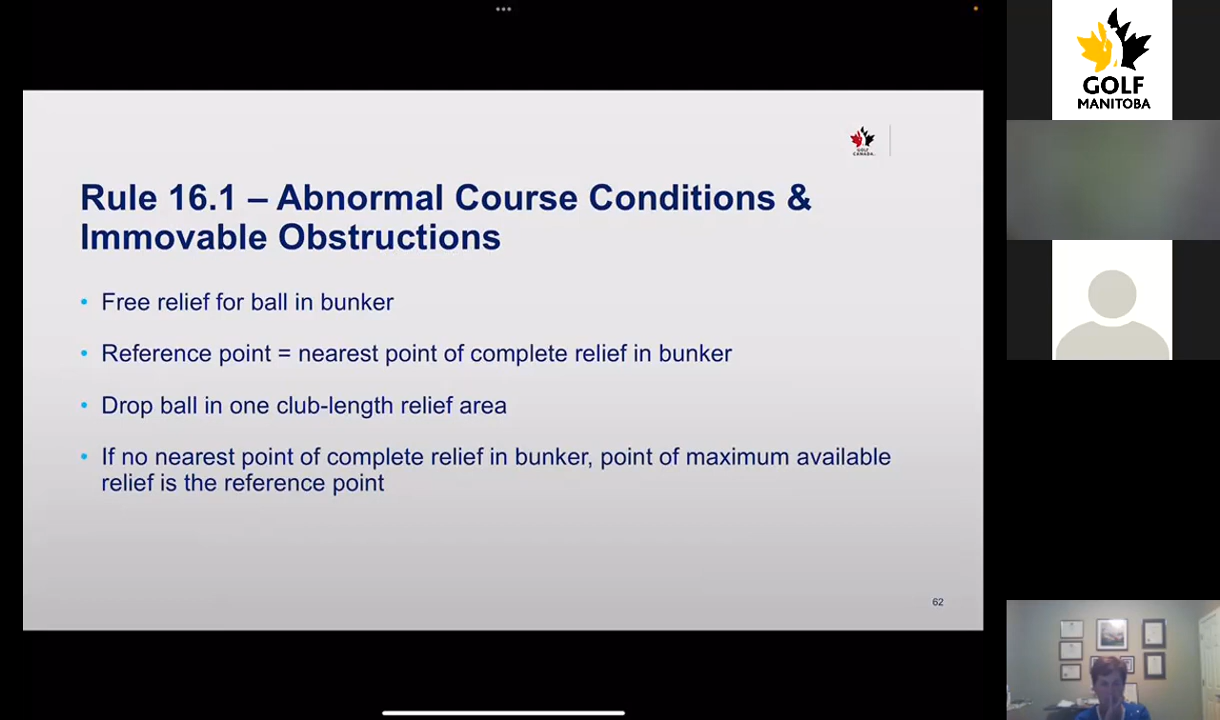 GOLF
MANITOBA
GOLF
CANADA
Rule 16.1 – Abnormal Course Conditions &
Immovable Obstructions
• Free relief for ball in bunker
• Reference point = nearest point of complete relief in bunker
• Drop ball in one club-length relief area
• If no nearest point of complete relief in bunker, point of maximum available
relief is the reference point
62